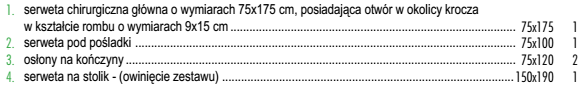 1. serweta chirurgiczna główna o wymiarach 75x175 cm, posiadająca otwór w okolicy krocza
w kształcie rombu o wymiarach 9x15 cm ........ 75x175 1
2. serweta pod pośladki ........ 75x100 1
3. osłony na kończyny ........ 75x120 2
4. serweta na stolik - (owinięcie zestawu) ........ 150x190 1